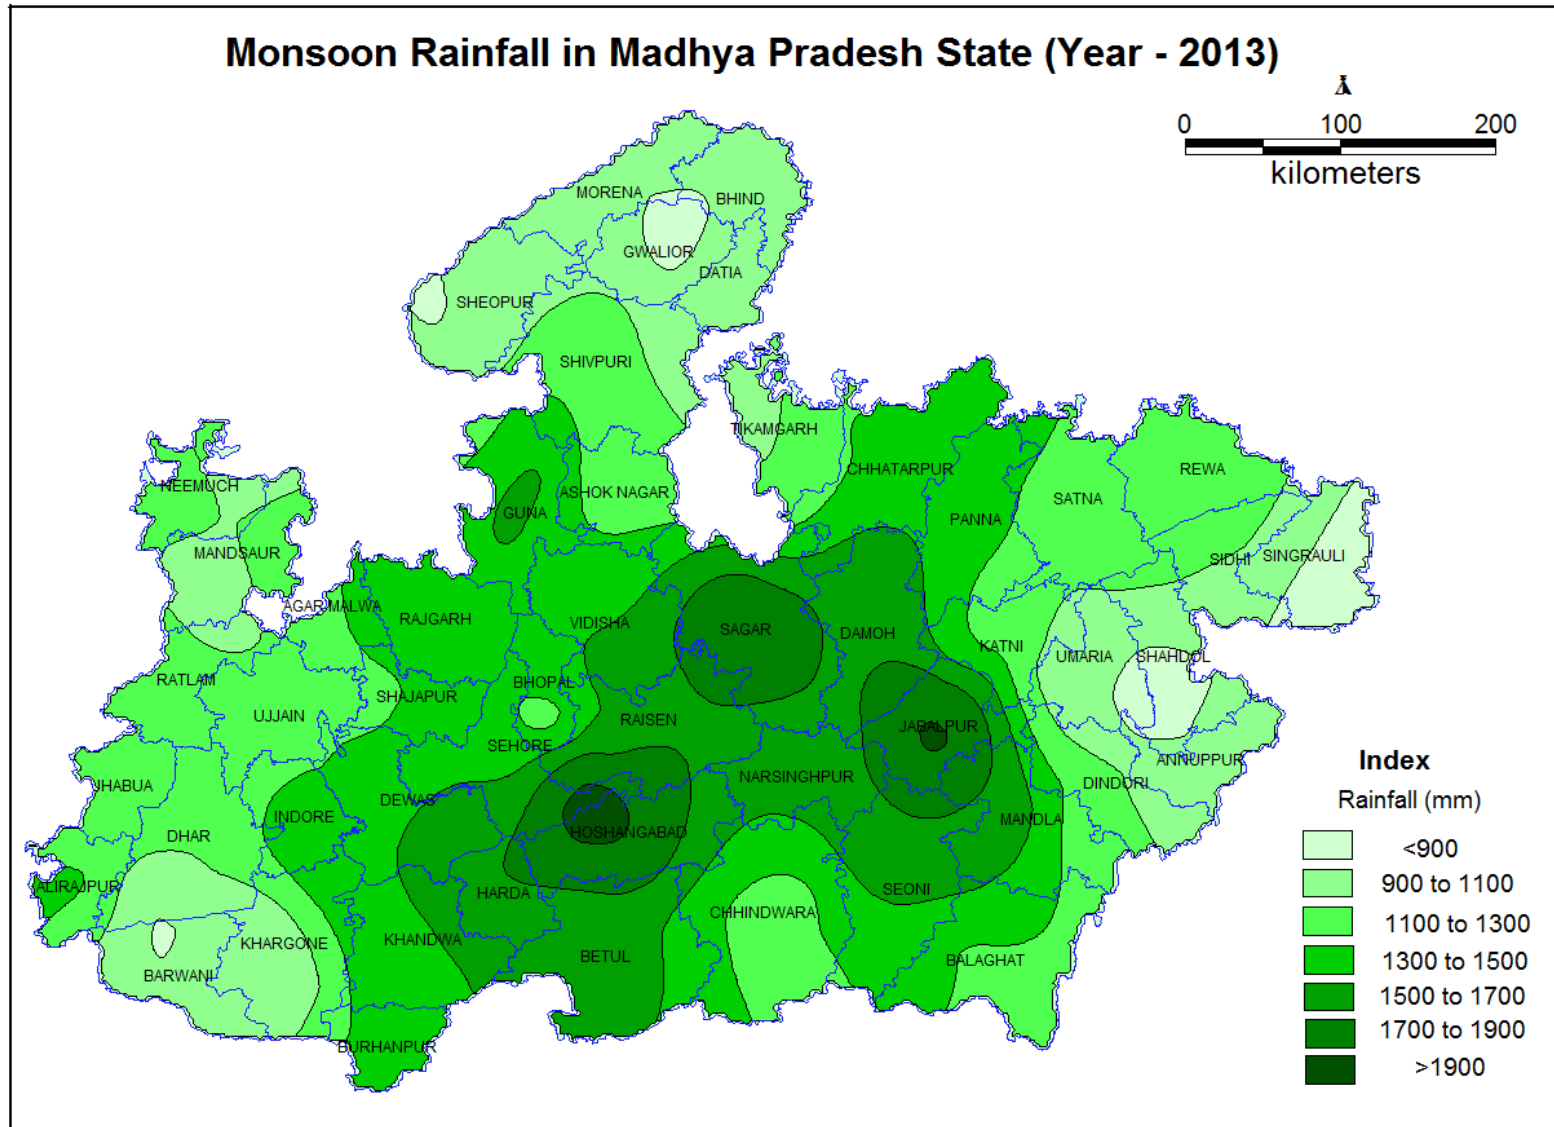 Monsoon Rainfall in Madhya Pradesh State (Year - 2013)
0 100 200
kilometers
MORENA
BHIND
GWALIOR
DATIA
SHEOPUR
SHIVPURI
TIKAMGARH
CHHATARPUR
REWA
NEEMUCH
ASHOK NAGAR
SATNA
GUNA
PANNA
MANDSAUR
SIDHI
SINGRAULI
AGAR MALWA
RAJGARH
VIDISHA
SAGAR
DAMOH
KATNI
UMARIA
SHAHDOL
RATLAM
BHOPAL
SHAJAPUR
UJJAIN
RAISEN
JABALPUR
SEHORE
ANNUPPUR
JHABUA
NARSINGHPUR
DINDORI
DEWAS
INDORE
MANDLA
DHAR
HOSHANGABAD
ALIRAJPUR
HARDA
SEONI
CHHINDWARA
KHARGONE
KHANDWA
BETUL
BALAGHAT
BARWANI
BURHANPUR
Index
Rainfall (mm)
<900
900 to 1100
1100 to 1300
1300 to 1500
1500 to 1700
1700 to 1900
>1900